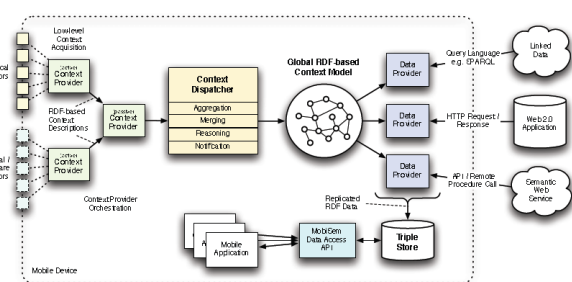 Low-level
Context
Acquisition
Context
Provider
Context
Provider
Context
Provider
RDF-based
Context
Descriptions
ContextProvider
Orchestration
Mobile Device
Context
Dispatcher
Aggregation
Merging
Reasoning
Notification
Global RDF-based
Context Model
Data
Provider
Data
Provider
Data
Provider
Query Language
e.g. SPARQL
HTTP Request /
Response
API / Remote
Procedure Call
Linked
Data
Web2.0
Application
Semantic
Web
Service
Replicated
RDF Data
Mobile
Application
MobiSem
Data Access
API
Triple
Store